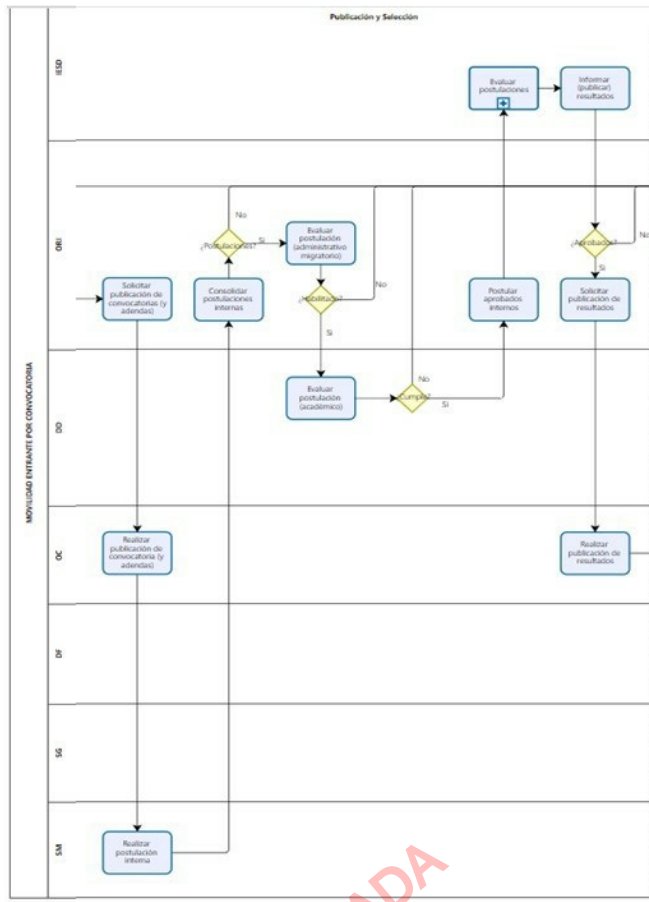 Publicación y Selección
MOVILIDAD ENTRANTE POR CONVOCATORIA
IESD
Evaluar
postulaciones
Informar
(publicar)
resultados
ORI
¿Postulaciones?
No
Si
Evaluar
postulación
(administrativo
migratorio)
No
¿Aprobados?
No
Si
Solicitar
publicación de
convocatorias (y
adendas)
Consolidar
postulaciones
internas
¿Habilitado?
Si
Postular
aprobados
internos
Solicitar
publicación de
resultados
DD
Evaluar
postulación
(académico)
¿Cumple?
No
Si
OC
Realizar
publicación de
convocatoria (y
adendas)
Realizar
publicación de
resultados
DF
SG
SM
Realizar
postulación
interna